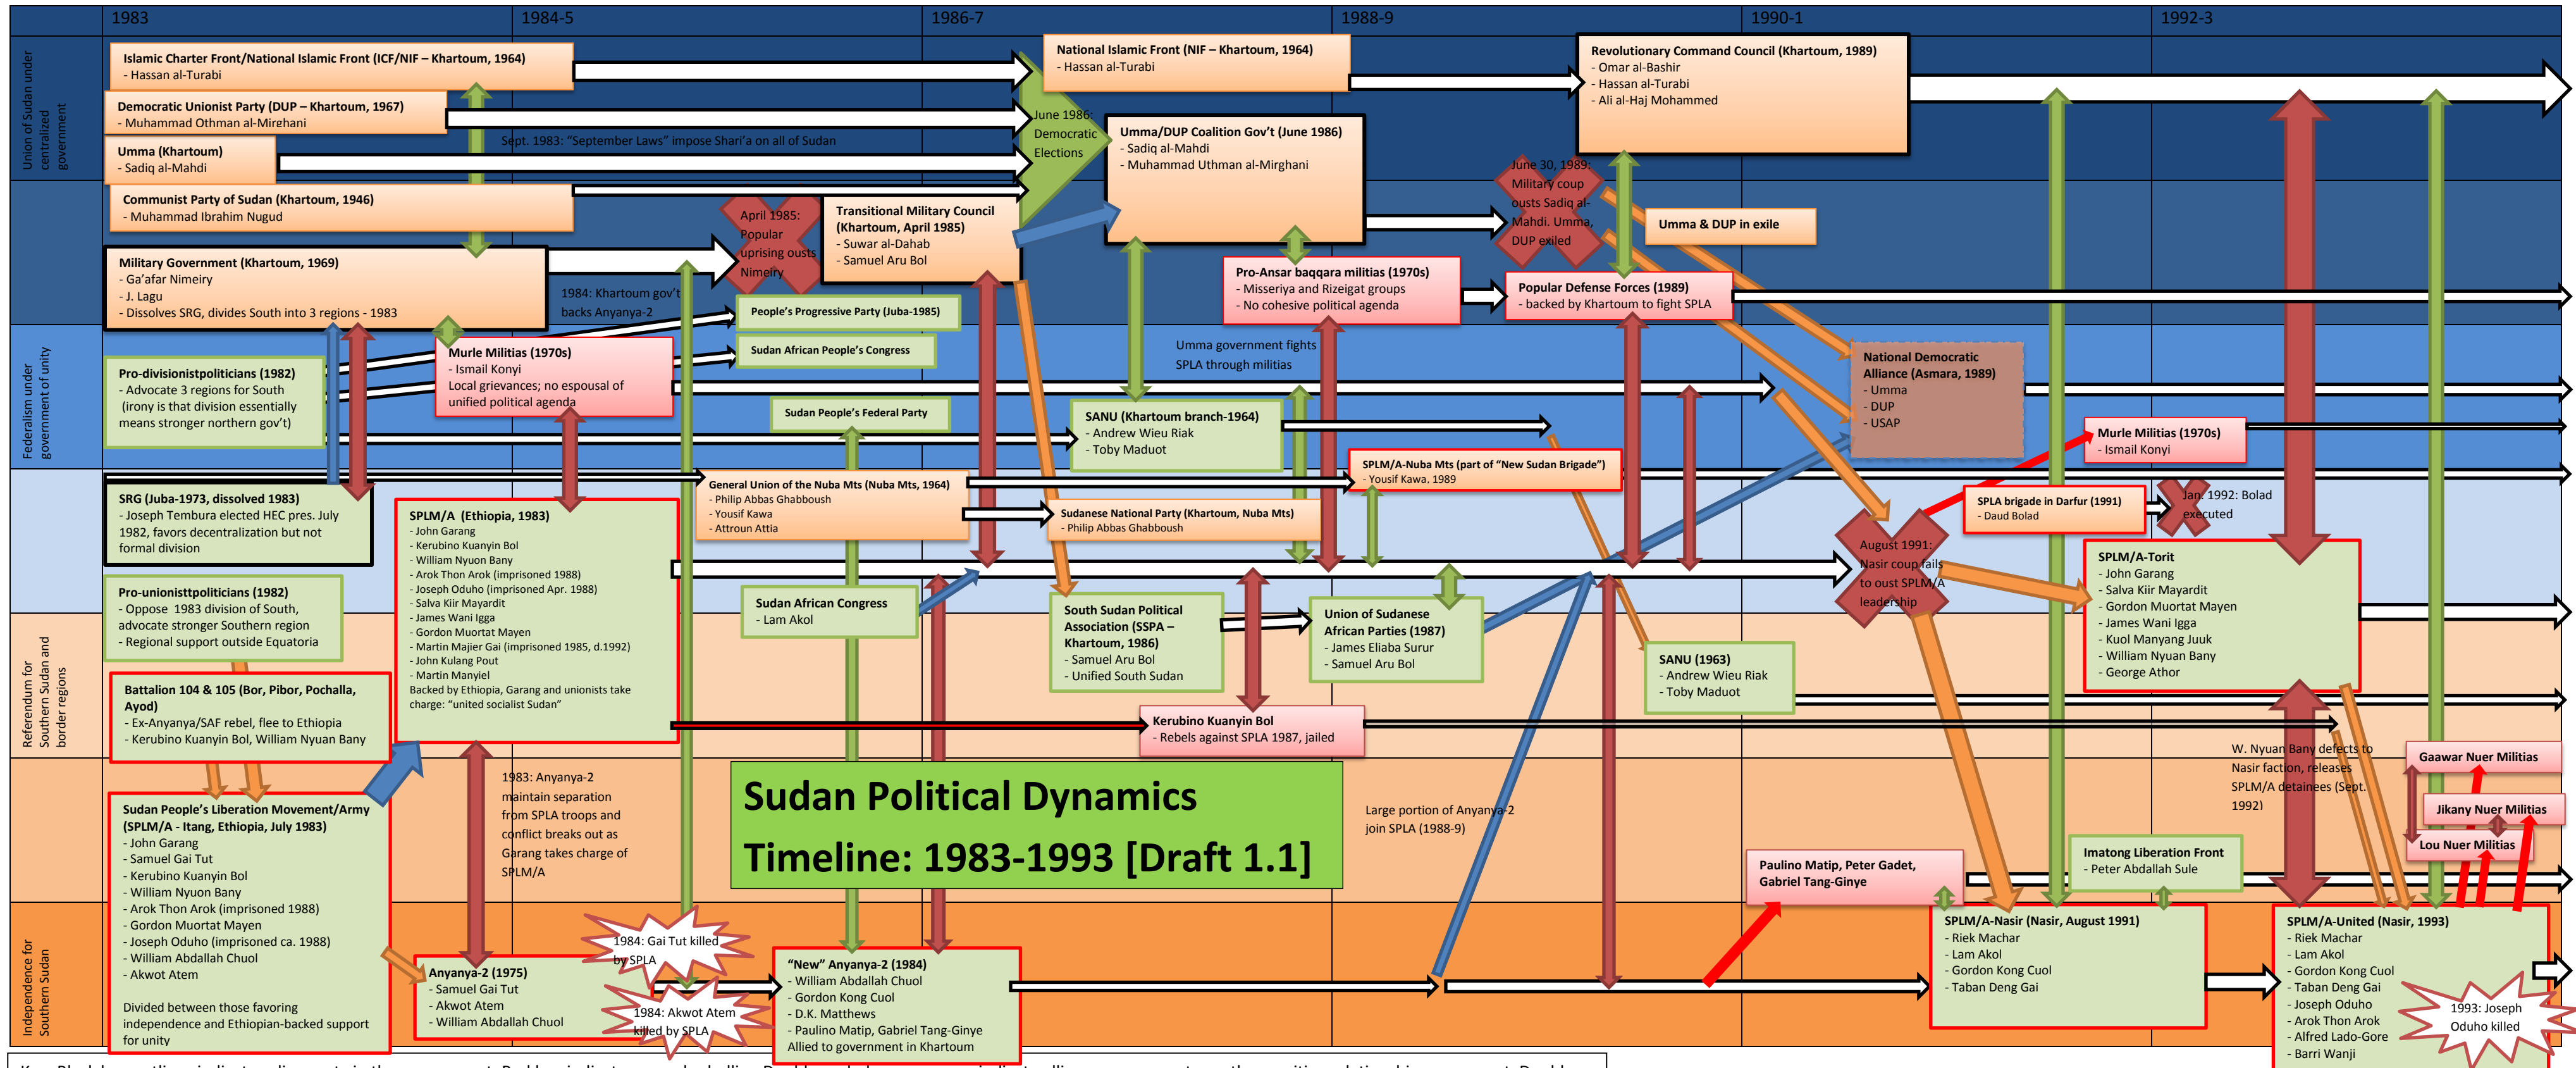 1983
1984-5
1986-7
1988-9
1990-1
1992-3
Union of Sudan under
centralized
government
Federalism under
government of unity
Referendum for
Southern Sudan and
border regions
Independence for
Southern Sudan
Islamic Charter Front/National Islamic Front (ICF/NIF – Khartoum, 1964)
- Hassan al-Turabi
Democratic Unionist Party (DUP – Khartoum, 1967)
- Muhammad Othman al-Mirghani
Umma (Khartoum)
- Sadiq al-Mahdi
Sept. 1983: “September Laws” impose Shari’a on all of Sudan
Communist Party of Sudan (Khartoum, 1946)
- Muhammad Ibrahim Nugud
Military Government (Khartoum, 1969)
- Ga’afar Nimeiry
- J. Lagu
- Dissolves SRG, divides South into 3 regions - 1983
1984: Khartoum gov’t
backs Anyanya-2
April 1985:
Popular
uprising ousts
Nimeiry
Transitional Military Council
(Khartoum, April 1985)
- Suwar al-Dahab
- Samuel Aru Bol
June 1986:
Democratic
Elections
National Islamic Front (NIF – Khartoum, 1964)
- Hassan al-Turabi
Umma/DUP Coalition Gov’t (June 1986)
- Sadiq al-Mahdi
- Muhammad Uthman al-Mirghani
Revolutionary Command Council (Khartoum, 1989)
- Omar al-Bashir
- Hassan al-Turabi
- Ali al-Haj Mohammed
June 30, 1989:
Military coup
ousts Sadiq al-
Mahdi. Umma,
DUP exiled
Umma & DUP in exile
Pro-Ansar baqqara militias (1970s)
- Misseriya and Rizeigat groups
- No cohesive political agenda
Popular Defense Forces (1989)
- backed by Khartoum to fight SPLA
People’s Progressive Party (Juba-1985)
Sudan African People’s Congress
Pro-divisionistpoliticians (1982)
- Advocate 3 regions for South
(irony is that division essentially
means stronger northern gov’t)
Murle Militias (1970s)
- Ismail Konyi
Local grievances; no espousal of
unified political agenda
Umma government fights
SPLA through militias
Sudan People’s Federal Party
SANU (Khartoum branch-1964)
- Andrew Wieu Riak
- Toby Maduot
National Democratic
Alliance (Asmara, 1989)
- Umma
- DUP
- USAP
Murle Militias (1970s)
- Ismail Konyi
SRG (Juba-1973, dissolved 1983)
- Joseph Tembura elected HEC pres. July
1982, favors decentralization but not
formal division
SPLM/A (Ethiopia, 1983)
- John Garang
- Kerubino Kuanyin Bol
- William Nyuon Bany
- Arok Thon Arok (imprisoned 1988)
- Joseph Oduho (imprisoned Apr. 1988)
- Salva Kiir Mayardit
- James Wani Igga
- Gordon Muortat Mayen
- Martin Majier Gai (imprisoned 1985, d.1992)
- John Kulang Pout
- Martin Manyiel
Backed by Ethiopia, Garang and unionists take
charge: “united socialist Sudan”
General Union of the Nuba Mts (Nuba Mts, 1964)
- Philip Abbas Ghabboush
- Yousif Kawa
- Attroun Attia
Sudanese National Party (Khartoum, Nuba Mts)
- Philip Abbas Ghabboush
SPLM/A-Nuba Mts (part of “New Sudan Brigade”)
- Yousif Kawa, 1989
SPLA brigade in Darfur (1991)
- Daud Bolad
Jan. 1992: Bolad
executed
Pro-unionisttpoliticians (1982)
- Oppose 1983 division of South,
advocate stronger Southern region
- Regional support outside Equatoria
Sudan African Congress
- Lam Akol
South Sudan Political
Association (SSPA –
Khartoum, 1986)
- Samuel Aru Bol
- Unified South Sudan
Union of Sudanese
African Parties (1987)
- James Eliaba Surur
- Samuel Aru Bol
SANU (1963)
- Andrew Wieu Riak
- Toby Maduot
August 1991:
Nasir coup fails
to oust SPLM/A
leadership
SPLM/A-Torit
- John Garang
- Salva Kiir Mayardit
- Gordon Muortat Mayen
- James Wani Igga
- Kuol Manyang Juuk
- William Nyuan Bany
- George Athor
Battalion 104 & 105 (Bor, Pibor, Pochalla,
Ayod)
- Ex-Anyanya/SAF rebel, flee to Ethiopia
- Kerubino Kuanyin Bol, William Nyuan Bany
Kerubino Kuanyin Bol
- Rebels against SPLA 1987, jailed
Sudan People’s Liberation Movement/Army
(SPLM/A - Itang, Ethiopia, July 1983)
- John Garang
- Samuel Gai Tut
- Kerubino Kuanyin Bol
- William Nyuon Bany
- Arok Thon Arok (imprisoned 1988)
- Gordon Muortat Mayen
- Joseph Oduho (imprisoned ca. 1988)
- William Abdallah Chuol
- Akwot Atem
Divided between those favoring
independence and Ethiopian-backed support
for unity
1983: Anyanya-2
maintain separation
from SPLA troops and
conflict breaks out as
Garang takes charge of
SPLM/A
Sudan Political Dynamics
Timeline: 1983-1993 [Draft 1.1]
Large portion of Anyanya-2
join SPLA (1988-9)
W. Nyuan Bany defects to
Nasir faction, releases
SPLM/A detainees (Sept.
1992)
Gaawar Nuer Militias
Jikany Nuer Militias
Lou Nuer Militias
Paulino Matip, Peter Gadet,
Gabriel Tang-Ginye
Imatong Liberation Front
- Peter Abdallah Sule
Anyanya-2 (1975)
- Samuel Gai Tut
- Akwot Atem
- William Abdallah Chuol
1984: Gai Tut killed
by SPLA
1984: Akwot Atem
killed by SPLA
“New” Anyanya-2 (1984)
- William Abdallah Chuol
- Gordon Kong Cuol
- D.K. Matthews
- Paulino Matip, Gabriel Tang-Ginye
Allied to government in Khartoum
SPLM/A-Nasir (Nasir, August 1991)
- Riek Machar
- Lam Akol
- Gordon Kong Cuol
- Taban Deng Gai
SPLM/A-United (Nasir, 1993)
- Riek Machar
- Lam Akol
- Gordon Kong Cuol
- Taban Deng Gai
- Joseph Oduho
- Arok Thon Arok
- Alfred Lado-Gore
- Barri Wanji
1993: Joseph
Oduho killed